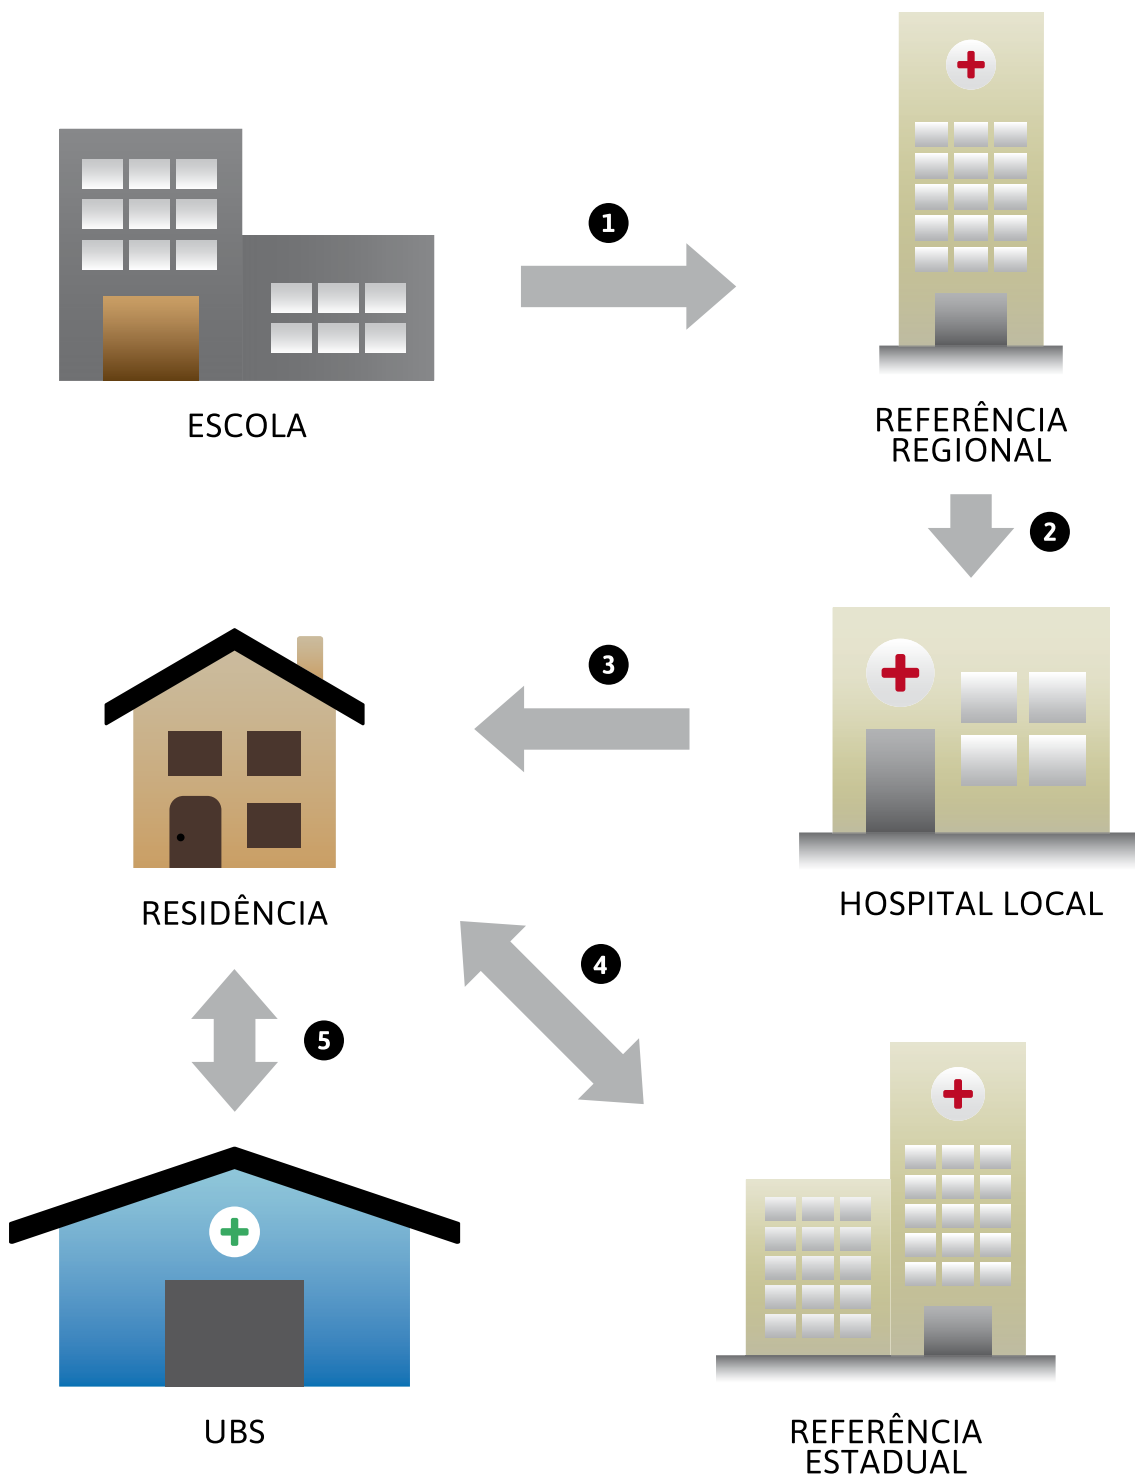 1
ESCOLA
REFERÊNCIA
REGIONAL
2
3
RESIDÊNCIA
HOSPITAL LOCAL
4
5
UBS
REFERÊNCIA
ESTADUAL